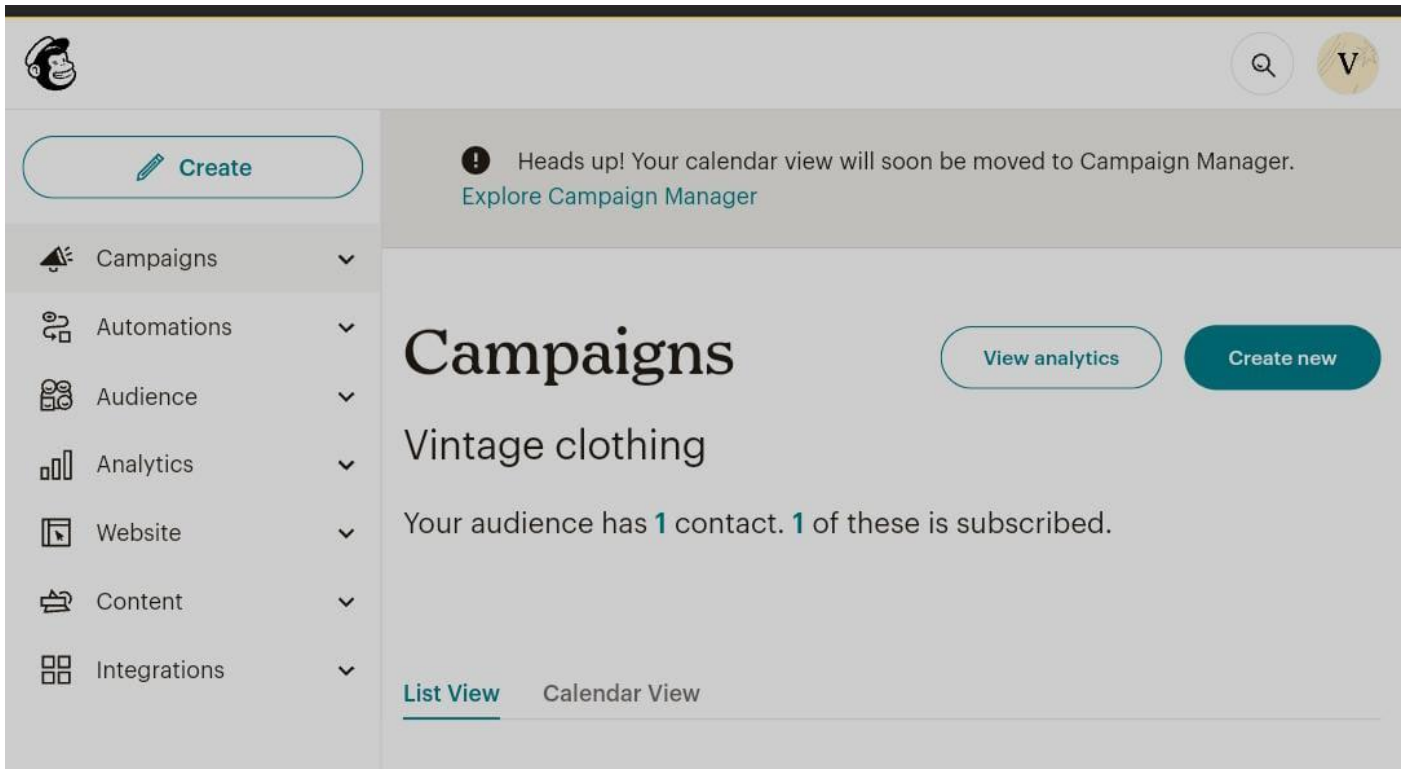 V
Create
Heads up! Your calendar view will soon be moved to Campaign Manager.
Explore Campaign Manager
Campaigns
Automations
Audience
Analytics
Website
Content
Integrations
Campaigns
View analytics
Create new
Vintage clothing
Your audience has 1 contact. 1 of these is subscribed.
List View
Calendar View